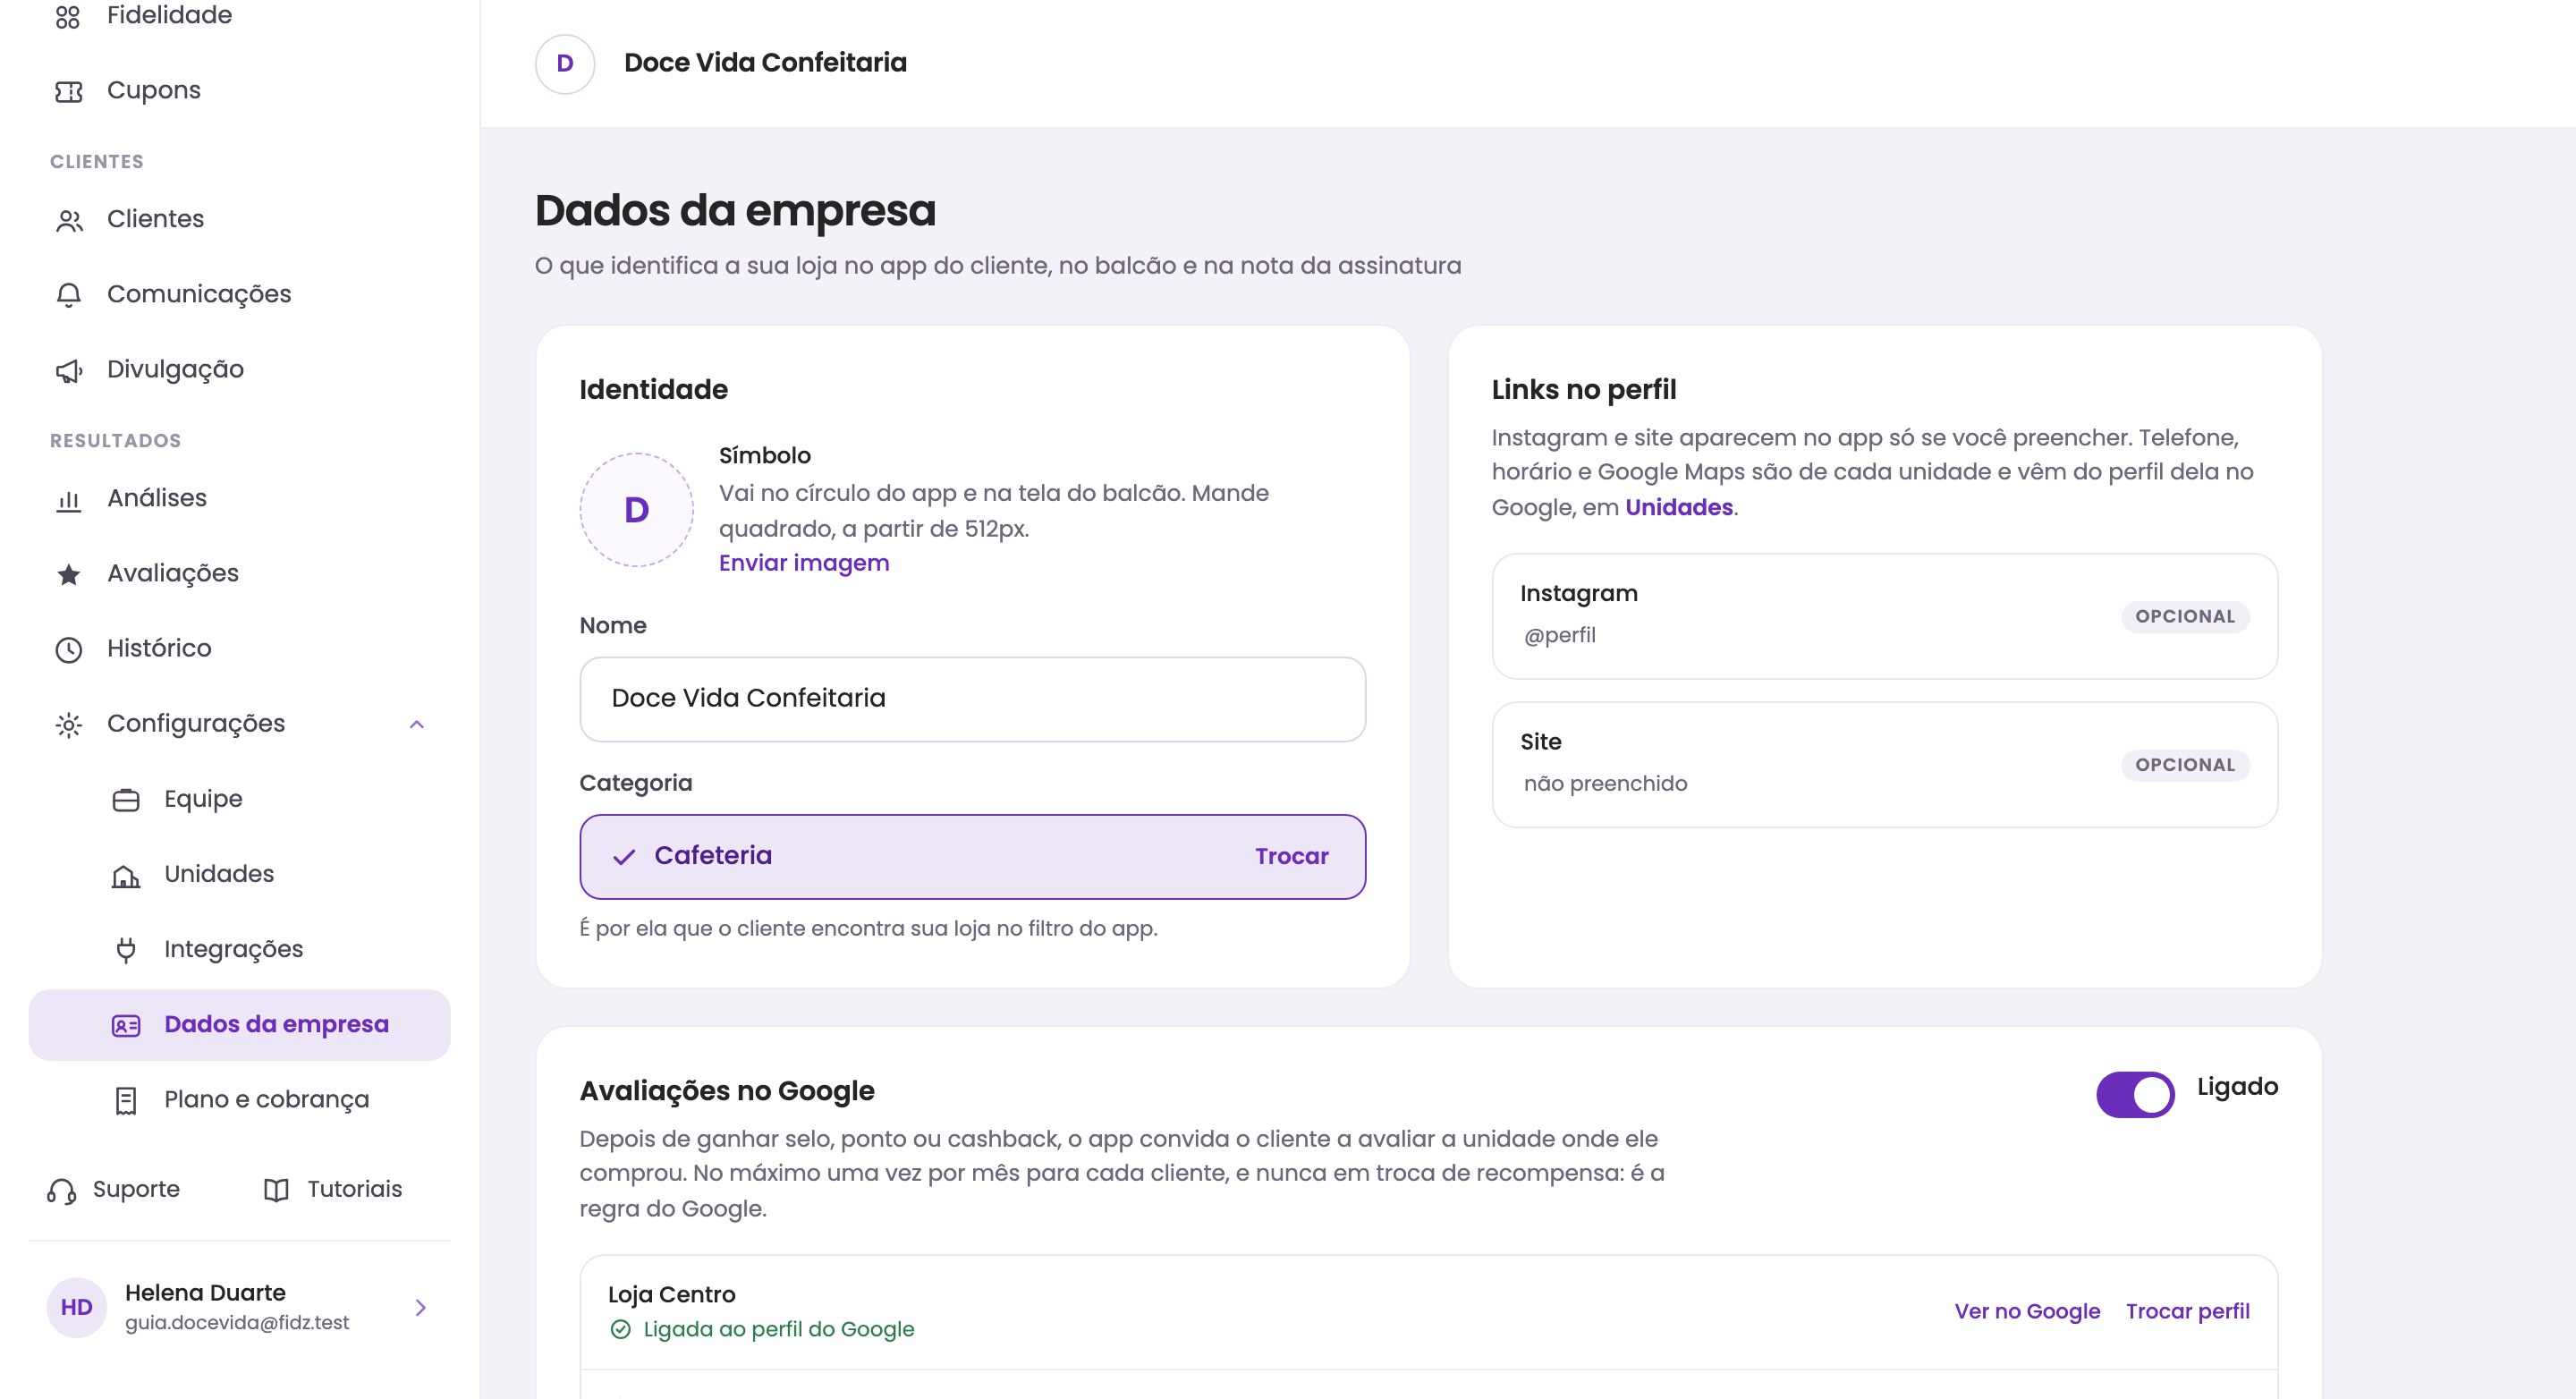 Fidelidade
Cupons
CLIENTES
Clientes
Comunicações
Divulgação
RESULTADOS
Análises
Avaliações
Histórico
Configurações
Equipe
Unidades
Integrações
Dados da empresa
Plano e cobrança
Suporte
Tutoriais
HD
Helena Duarte
guia.docevida@fidz.test
D
Doce Vida Confeitaria
Dados da empresa
O que identifica a sua loja no app do cliente, no balcão e na nota da assinatura
Identidade
D
Símbolo
Vai no círculo do app e na tela do balcão. Mande
quadrado, a partir de 512px.
Enviar imagem
Nome
Doce Vida Confeitaria
Categoria
Cafeteria
Trocar
É por ela que o cliente encontra sua loja no filtro do app.
Links no perfil
Instagram e site aparecem no app só se você preencher. Telefone,
horário e Google Maps são de cada unidade e vêm do perfil dela no
Google, em Unidades.
Instagram
@perfil
OPCIONAL
Site
não preenchido
OPCIONAL
Avaliações no Google
Ligado
Depois de ganhar selo, ponto ou cashback, o app convida o cliente a avaliar a unidade onde ele
comprou. No máximo uma vez por mês para cada cliente, e nunca em troca de recompensa: é a
regra do Google.
Loja Centro
Ligada ao perfil do Google
Ver no Google
Trocar perfil